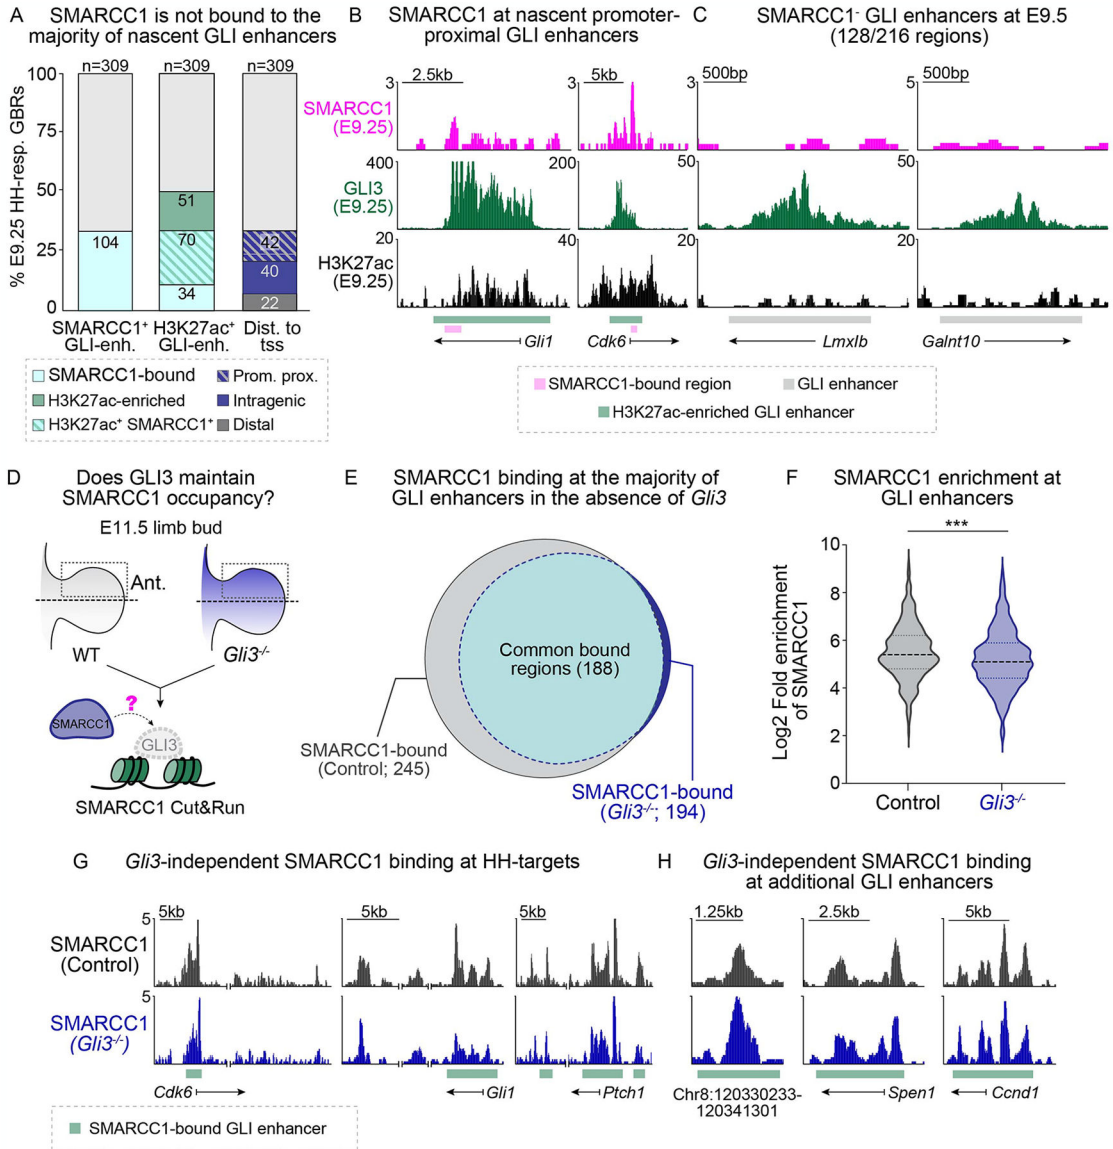 A SMARCC1 is not bound to the
majority of nascent GLI enhancers
% E9.25 HH-resp. GBRs
100
75
50
25
0
n=309 n=309 n=309
104
51
70
34
42
40
22
SMARCC1⁺ H3K27ac⁺ Dist. to
GLI-enh. GLI-enh. tss
SMARCC1-bound Prom. prox.
H3K27ac-enriched Intragenic
H3K27ac⁺ SMARCC1⁺ Distal
B SMARCC1 at nascent promoter-
proximal GLI enhancers
2.5kb 5kb
3 3
SMARCC1
(E9.25)
400 200 50
GLI3
(E9.25)
20 40 20
H3K27ac
(E9.25)
Gli1 Cdk6
C SMARCC1⁻ GLI enhancers at E9.5
(128/216 regions)
500bp 500bp
3
50
20
Lmxlb Galnt10
SMARCC1-bound region GLI enhancer
H3K27ac-enriched GLI enhancer
D Does GLI3 maintain
SMARCC1 occupancy?
E11.5 limb bud
Ant.
WT Gli3-/-
SMARCC1
?
GLI3
SMARCC1 Cut&Run
E SMARCC1 binding at the majority of
GLI enhancers in the absence of Gli3
Common bound
regions (188)
SMARCC1-bound
(Control; 245)
SMARCC1-bound
(Gli3-/-; 194)
F SMARCC1 enrichment at
GLI enhancers
***
Log2 Fold enrichment
of SMARCC1
10
8
6
4
2
0
Control Gli3-/-
G Gli3-independent SMARCC1 binding at HH-targets
5kb 5kb 5kb
5
SMARCC1
(Control)
5
SMARCC1
(Gli3-/-)
Cdk6 Gli1 Ptch1
SMARCC1-bound GLI enhancer
H Gli3-independent SMARCC1 binding
at additional GLI enhancers
1.25kb 2.5kb 5kb
5
5
Chr8:120330233-
120341301
Spen1 Ccnd1